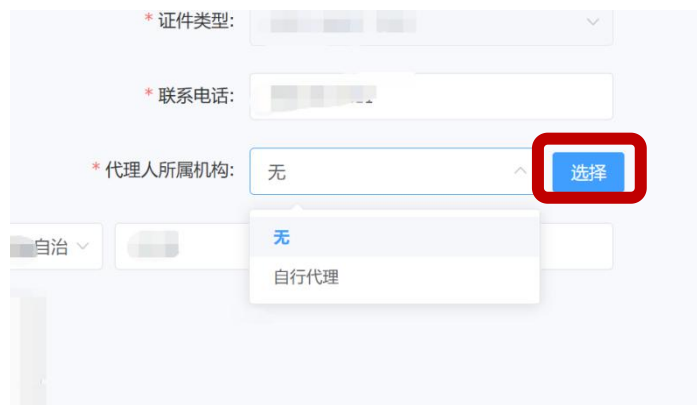 * 证件类型:
* 联系电话:
* 代理人所属机构: 无 选择
自治
无
自行代理